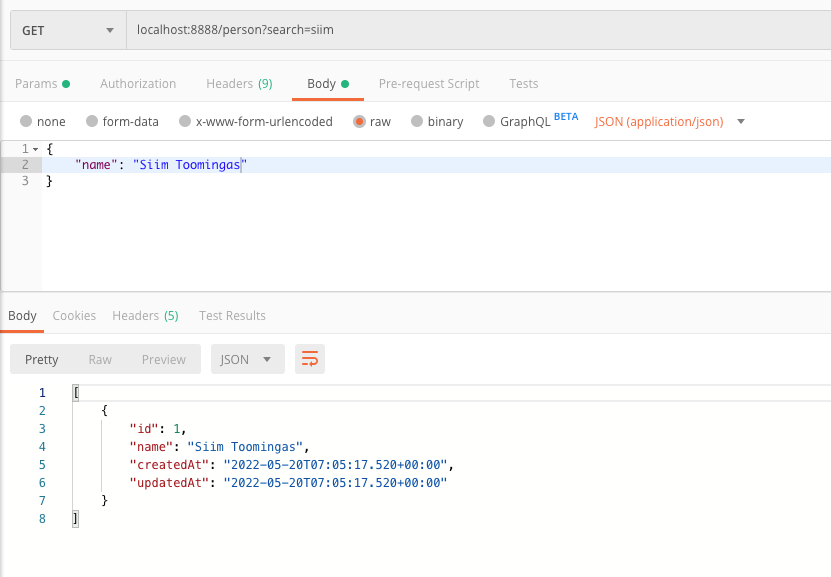 GET localhost:8888/person?search=siim
Params Authorization Headers (9) Body Pre-request Script Tests
none form-data x-www-form-urlencoded raw binary GraphQL BETA JSON (application/json)
1 {
2 "name": "Siim Toomingas"
3 }
Body Cookies Headers (5) Test Results
Pretty Raw Preview JSON
1 [
2 {
3 "id": 1,
4 "name": "Siim Toomingas",
5 "createdAt": "2022-05-20T07:05:17.520+00:00",
6 "updatedAt": "2022-05-20T07:05:17.520+00:00"
7 }
8 ]